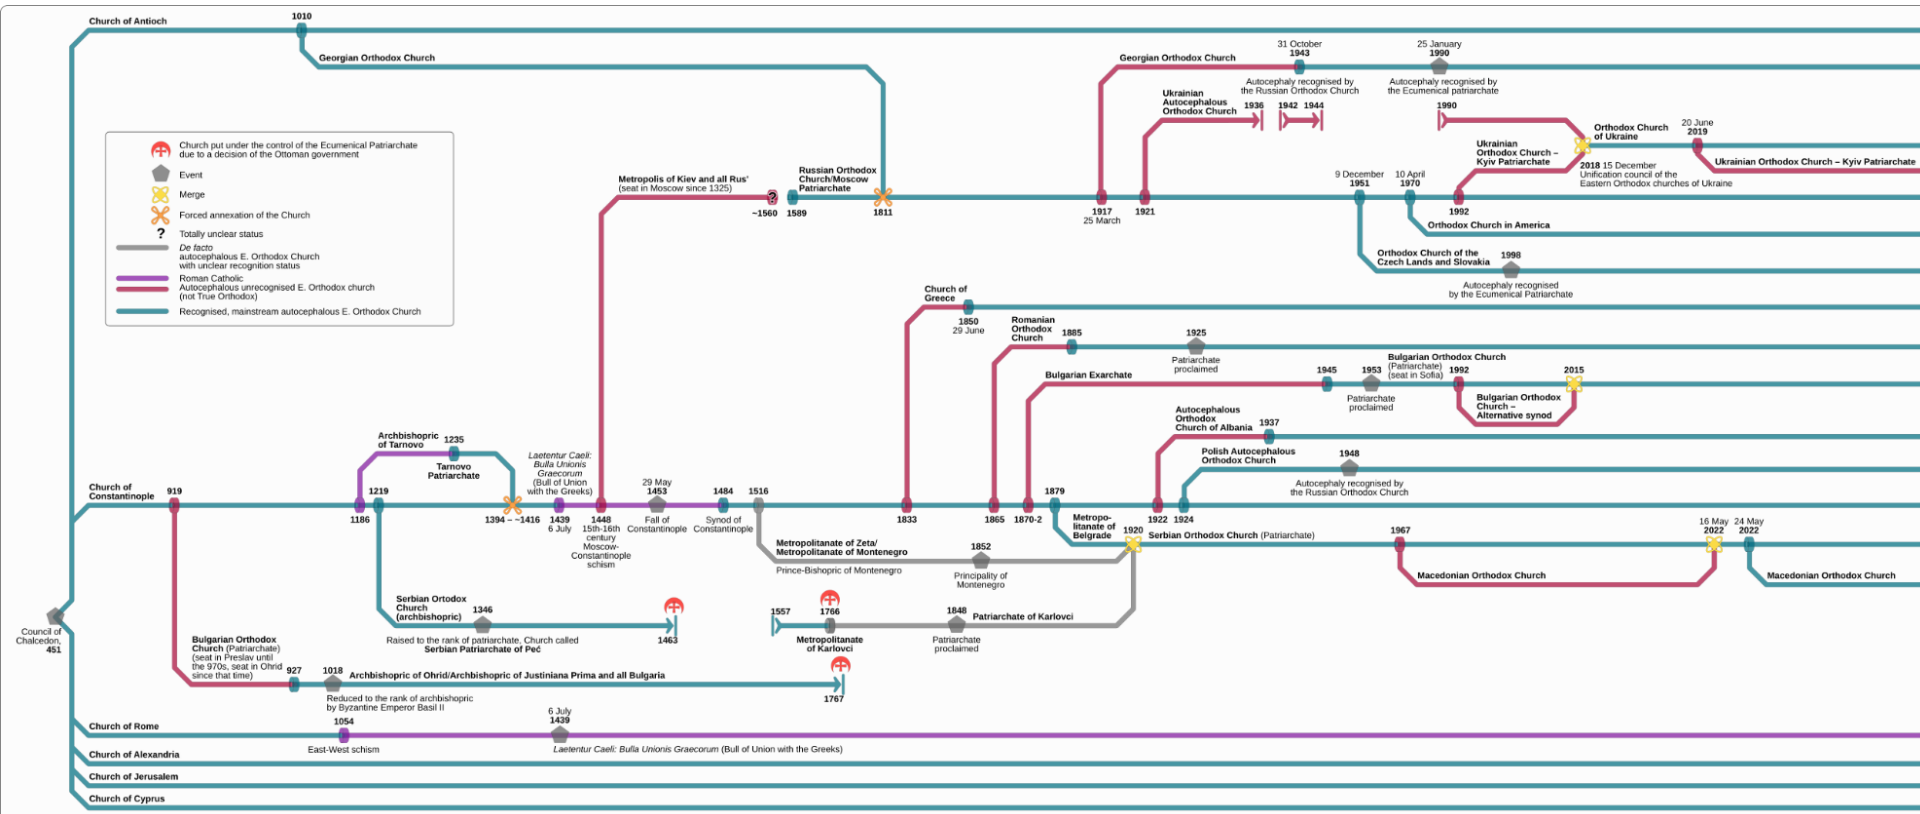 Church of Antioch
1010
Georgian Orthodox Church
Georgian Orthodox Church
31 October
1943
Autocephaly recognised by
the Russian Orthodox Church
25 January
1990
Autocephaly recognised by
the Ecumenical patriarchate
Ukrainian
Autocephalous
Orthodox Church
1936
1942
1944
1990
Orthodox Church
of Ukraine
20 June
2019
Ukrainian
Orthodox Church –
Kyiv Patriarchate
2018 15 December
Unification council of the
Eastern Orthodox churches of Ukraine
Ukrainian Orthodox Church – Kyiv Patriarchate
Church put under the control of the Ecumenical Patriarchate
due to a decision of the Ottoman government
Event
Merge
Forced annexation of the Church
?
Totally unclear status
De facto
autocephalous E. Orthodox Church
with unclear recognition status
Roman Catholic
Autocephalous unrecognised E. Orthodox church
(not True Orthodox)
Recognised, mainstream autocephalous E. Orthodox Church
Metropolis of Kiev and all Rus'
(seat in Moscow since 1325)
?
~1560
1589
Russian Orthodox
Church/Moscow
Patriarchate
1811
1917
25 March
1921
9 December
1951
10 April
1970
1992
Orthodox Church in America
Orthodox Church of the
Czech Lands and Slovakia
1998
Autocephaly recognised
by the Ecumenical Patriarchate
Church of
Greece
1850
29 June
Romanian
Orthodox
Church
1885
1925
Patriarchate
proclaimed
Bulgarian Exarchate
1945
1953
Patriarchate
proclaimed
Bulgarian Orthodox Church
(Patriarchate)
(seat in Sofia)
1992
2015
Bulgarian Orthodox
Church –
Alternative synod
Autocephalous
Orthodox
Church of Albania
1937
Polish Autocephalous
Orthodox Church
1948
Autocephaly recognised by
the Russian Orthodox Church
Archbishopric
of Tarnovo
1235
Tarnovo
Patriarchate
Church of
Constantinople
919
1186
1219
1394 – ~1416
Laetentur Caeli:
Bulla Unionis
Graecorum
(Bull of Union
with the Greeks)
1439
6 July
1448
15th-16th
century
Moscow-
Constantinople
schism
29 May
1453
Fall of
Constantinople
1484
Synod of
Constantinople
1516
1833
1865
1870-2
1879
1922
1924
Metropo-
litanate of
Belgrade
1920
Serbian Orthodox Church (Patriarchate)
1967
16 May
2022
24 May
2022
Macedonian Orthodox Church
Macedonian Orthodox Church
Metropolitanate of Zeta/
Metropolitanate of Montenegro
Prince-Bishopric of Montenegro
1852
Principality of
Montenegro
Serbian Ortodox
Church
(archbishopric)
1346
Raised to the rank of patriarchate, Church called
Serbian Patriarchate of Peć
1463
1557
1766
Metropolitanate
of Karlovci
1848
Patriarchate
proclaimed
Patriarchate of Karlovci
Council of
Chalcedon,
451
Bulgarian Orthodox
Church (Patriarchate)
(seat in Preslav until
the 970s, seat in Ohrid
since that time)
927
1018
Archbishopric of Ohrid/Archbishopric of Justiniana Prima and all Bulgaria
Reduced to the rank of archbishopric
by Byzantine Emperor Basil II
1767
Church of Rome
1054
East-West schism
6 July
1439
Laetentur Caeli: Bulla Unionis Graecorum (Bull of Union with the Greeks)
Church of Alexandria
Church of Jerusalem
Church of Cyprus